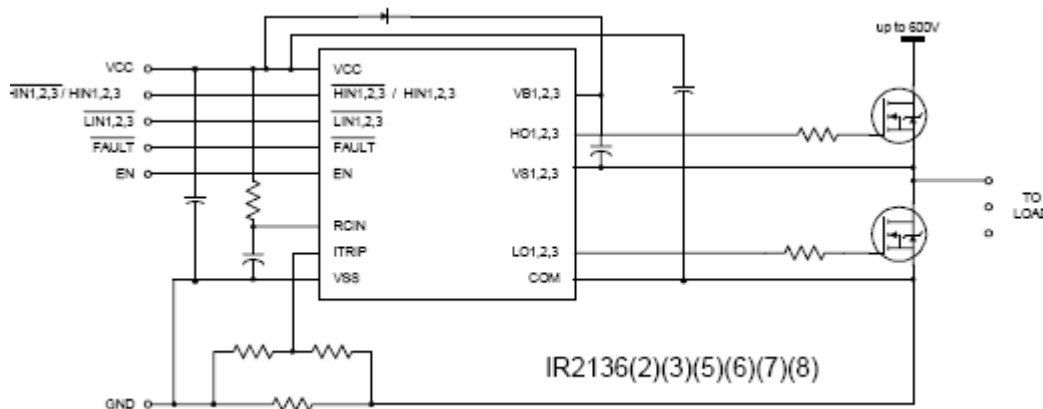 up to 600V
VCC
HIN1,2,3 / HIN1,2,3
LIN1,2,3
FAULT
EN
GND
VCC
HIN1,2,3 / HIN1,2,3
LIN1,2,3
FAULT
EN
RCIN
ITRIP
VSS
VB1,2,3
HO1,2,3
VS1,2,3
LO1,2,3
COM
TO
LOAD
IR2136(2)(3)(5)(6)(7)(8)